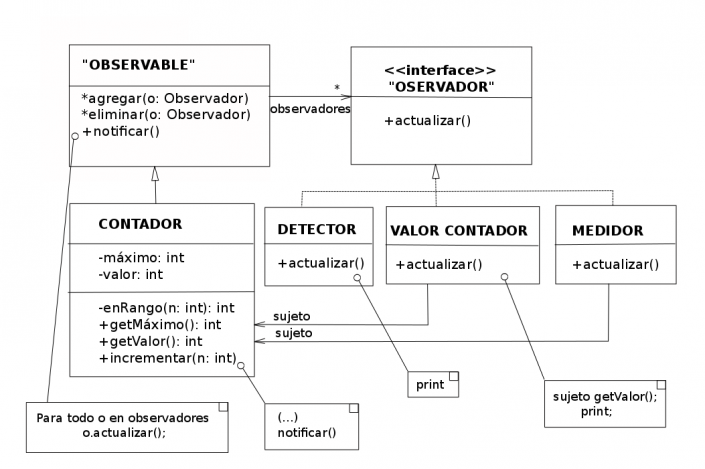 "OBSERVABLE"
*agregar(o: Observador)
*eliminar(o: Observador)
+notificar()
*
observadores
<<interface>>
"OSERVADOR"
+actualizar()
CONTADOR
-máximo: int
-valor: int
-enRango(n: int): int
+getMáximo(): int
+getValor(): int
+incrementar(n: int)
DETECTOR
+actualizar()
VALOR CONTADOR
+actualizar()
MEDIDOR
+actualizar()
sujeto
sujeto
Para todo o en observadores
o.actualizar();
(...)
notificar()
print
sujeto getValor();
print;